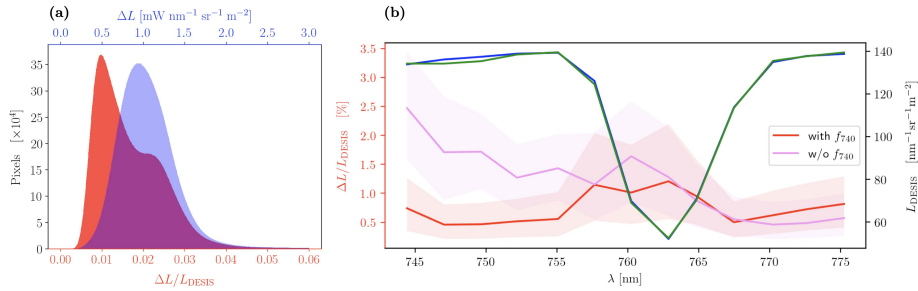 (a)
ΔL [mW nm⁻¹ sr⁻¹ m⁻²]
0.0 0.5 1.0 1.5 2.0 2.5 3.0
Pixels [×10⁴]
35
30
25
20
15
10
5
0
0.00 0.01 0.02 0.03 0.04 0.05 0.06
ΔL/L_DESIS
(b)
ΔL/L_DESIS [%]
3.5
3.0
2.5
2.0
1.5
1.0
0.5
with f₇₄₀
w/o f₇₄₀
140
120
100
80
60
L_DESIS [nm⁻¹sr⁻¹m⁻²]
745 750 755 760 765 770 775
λ [nm]